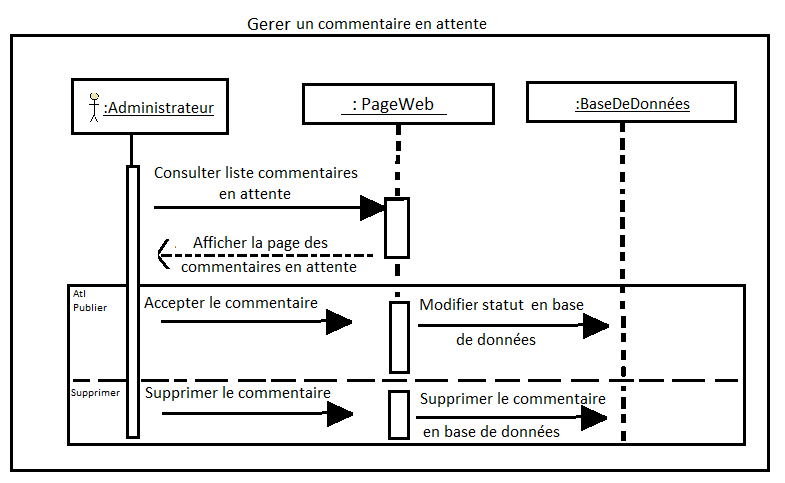 Gerer un commentaire en attente
:Administrateur
: PageWeb
:BaseDeDonnées
Consulter liste commentaires
en attente
Afficher la page des
commentaires en attente
Atl
Publier
Accepter le commentaire
Modifier statut en base
de données
Supprimer
Supprimer le commentaire
Supprimer le commentaire
en base de données